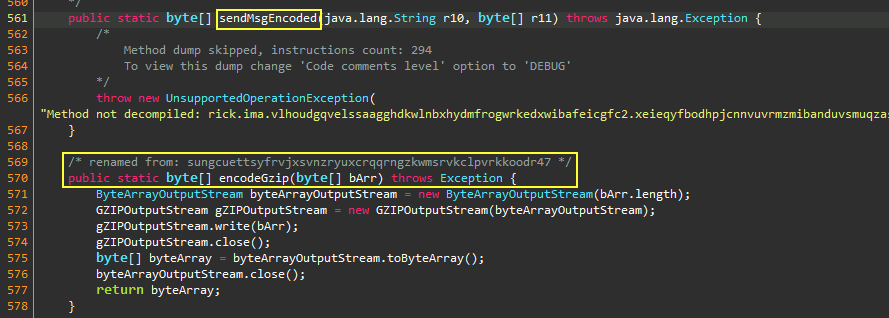 560 */
561 public static byte[] sendMsgEncoded(java.lang.String r10, byte[] r11) throws java.lang.Exception {
562 /*
563 Method dump skipped, instructions count: 294
564 To view this dump change 'Code comments level' option to 'DEBUG'
565 */
566 throw new UnsupportedOperationException(
"Method not decompiled: rick.ima.vlhoudgqvelssaagghdkwlnbxhydmfrogwrkedxwibafeicgfc2.xeieqyfbodhpjcnnvuvrmzmibanduvsmuqzas
567 }
568
569 /* renamed from: sungcuettsyfrvjxsvnzryuxcrqqrngzkwmsrvkclpvrkkoodr47 */
570 public static byte[] encodeGzip(byte[] bArr) throws Exception {
571 ByteArrayOutputStream byteArrayOutputStream = new ByteArrayOutputStream(bArr.length);
572 GZIPOutputStream gZIPOutputStream = new GZIPOutputStream(byteArrayOutputStream);
573 gZIPOutputStream.write(bArr);
574 gZIPOutputStream.close();
575 byte[] byteArray = byteArrayOutputStream.toByteArray();
576 byteArrayOutputStream.close();
577 return byteArray;
578 }